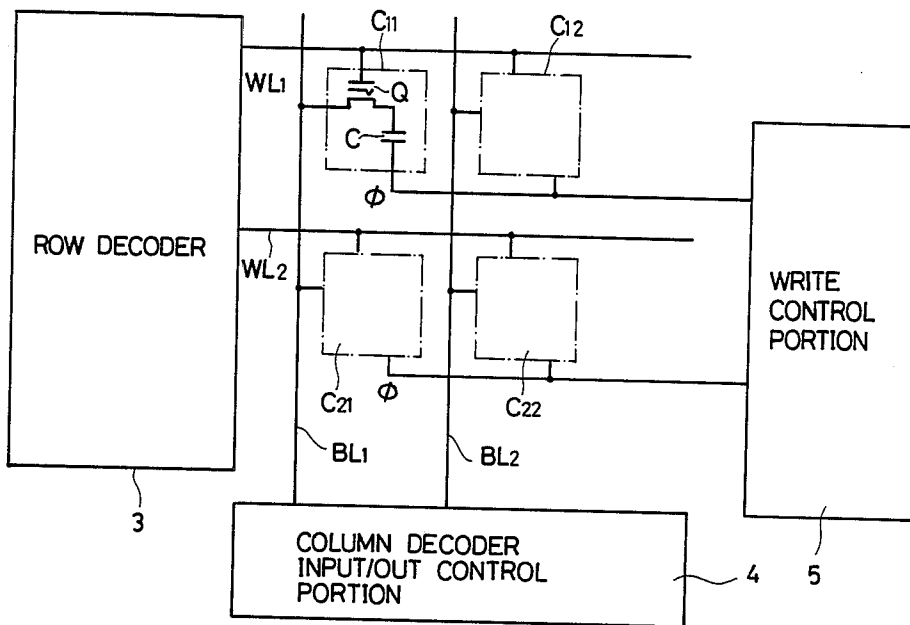 C11
C12
WL1
Q
C
ϕ
ROW DECODER
WL2
WRITE
CONTROL
PORTION
C21
ϕ
C22
BL1
BL2
3
COLUMN DECODER
INPUT/OUT CONTROL
PORTION
4
5